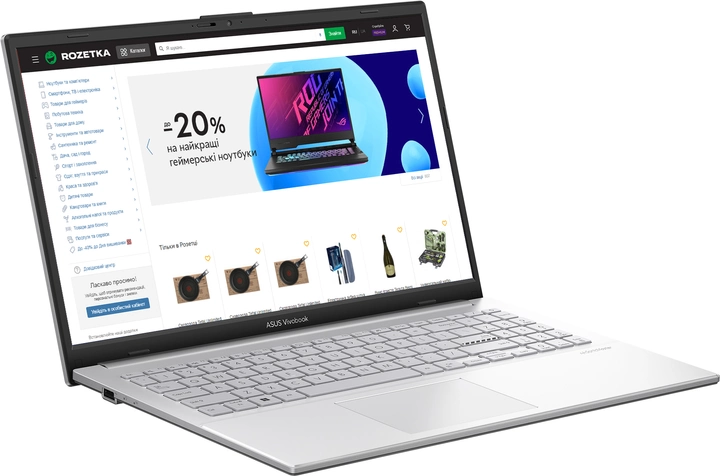 ROZETKA
Каталог
Я шукаю...
Знайти
RU
Ноутбуки та комп'ютери
Смартфони, ТВ і електроніка
Товари для геймерів
Побутова техніка
Товари для дому
Інструменти та автотовари
Сантехніка та ремонт
Дача, сад і город
Спорт і захоплення
Одяг, взуття та прикраси
Краса та здоров'я
Дитячі товари
Канцтовари та книги
Алкогольні напої та продукти
Товари для бізнесу
Послуги та сервіси
Довідковий центр
Ласкаво просимо!
Увійдіть в особистий кабінет
до
-20%
на найкращі
геймерські ноутбуки
ROG
Тільки в Розетці
ASUS Vivobook